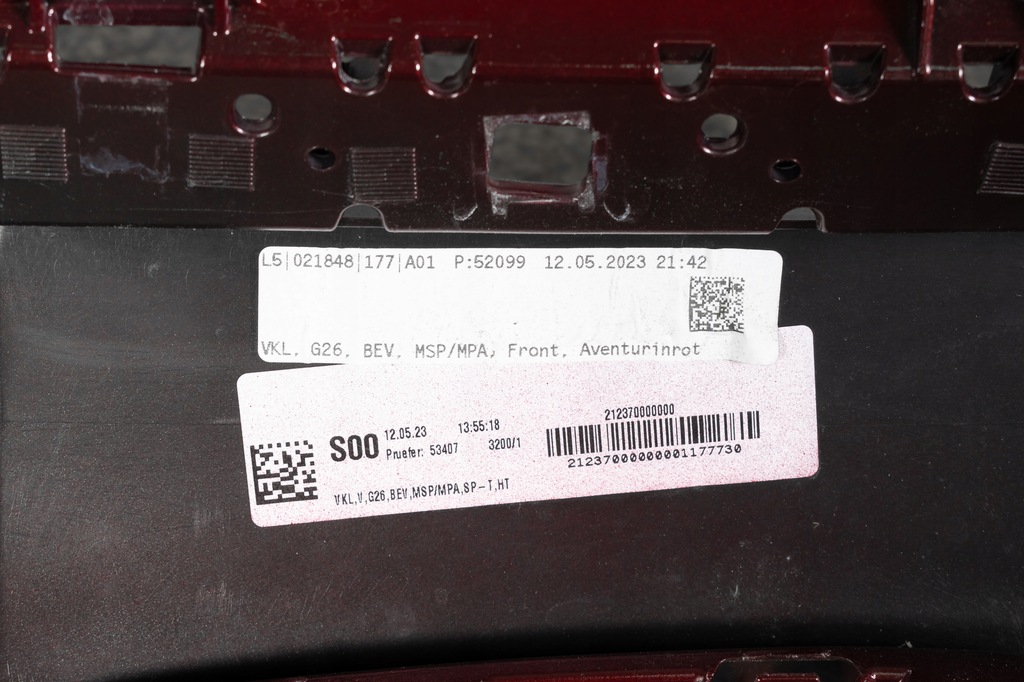 L5|021848|177|A01 P:52099 12.05.2023 21:42
VKL, G26, BEV, MSP/MPA, Front, Aventurinrot
S00
12.05.23 13:55:18
Pruefer: 53407 3200/1
212370000000
21237000000001177730
VKL,V,G26,BEV,MSP/MPA,SP-T,HT